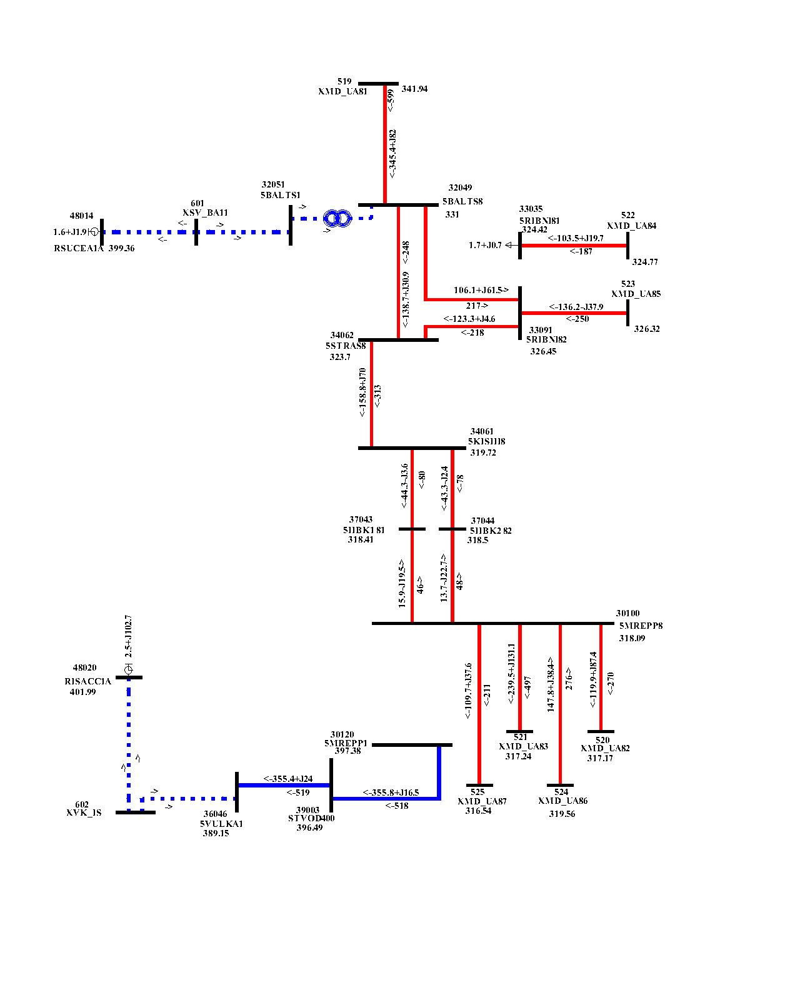 519
XMD_UA81
341.94
<-599
<-345.4+J82
32051
5BALTS1
32049
5BALTS8
331
601
XSV_BA11
48014
1.6+J1.9
RSUCEA1A 399.36
33035
5RIBNI81
324.42
1.7+J0.7
522
XMD_UA84
<-103.5+J19.7
<-187
324.77
<-248
<-138.7+J30.9
106.1+J61.5->
217->
523
XMD_UA85
<-136.2-J37.9
<-250
326.32
<-123.3+J4.6
<-218
33091
5RIBNI82
326.45
34062
5STRAS8
323.7
<-158.8+J70
<-313
34061
5KISHI8
319.72
<-44.3-J3.6
<-80
<-43.3-J2.4
<-78
37043
5HBK1 81
318.41
37044
5HBK2 82
318.5
15.9-J19.5->
46->
13.7-J22.7->
48->
30100
5MREPP8
318.09
2.5+J102.7
48020
RISACC1A
401.99
<-109.7+J37.6
<-211
<-239.5+J131.1
<-497
147.8+J38.4->
276->
<-119.9+J87.4
<-270
521
XMD_UA83
317.24
520
XMD_UA82
317.17
30120
5MREPP1
397.38
<-355.4+J24
<-519
<-355.8+J16.5
<-518
525
XMD_UA87
316.54
524
XMD_UA86
319.56
602
XVK_IS
36046
5VULKA1
389.15
39003
STVOD400
396.49